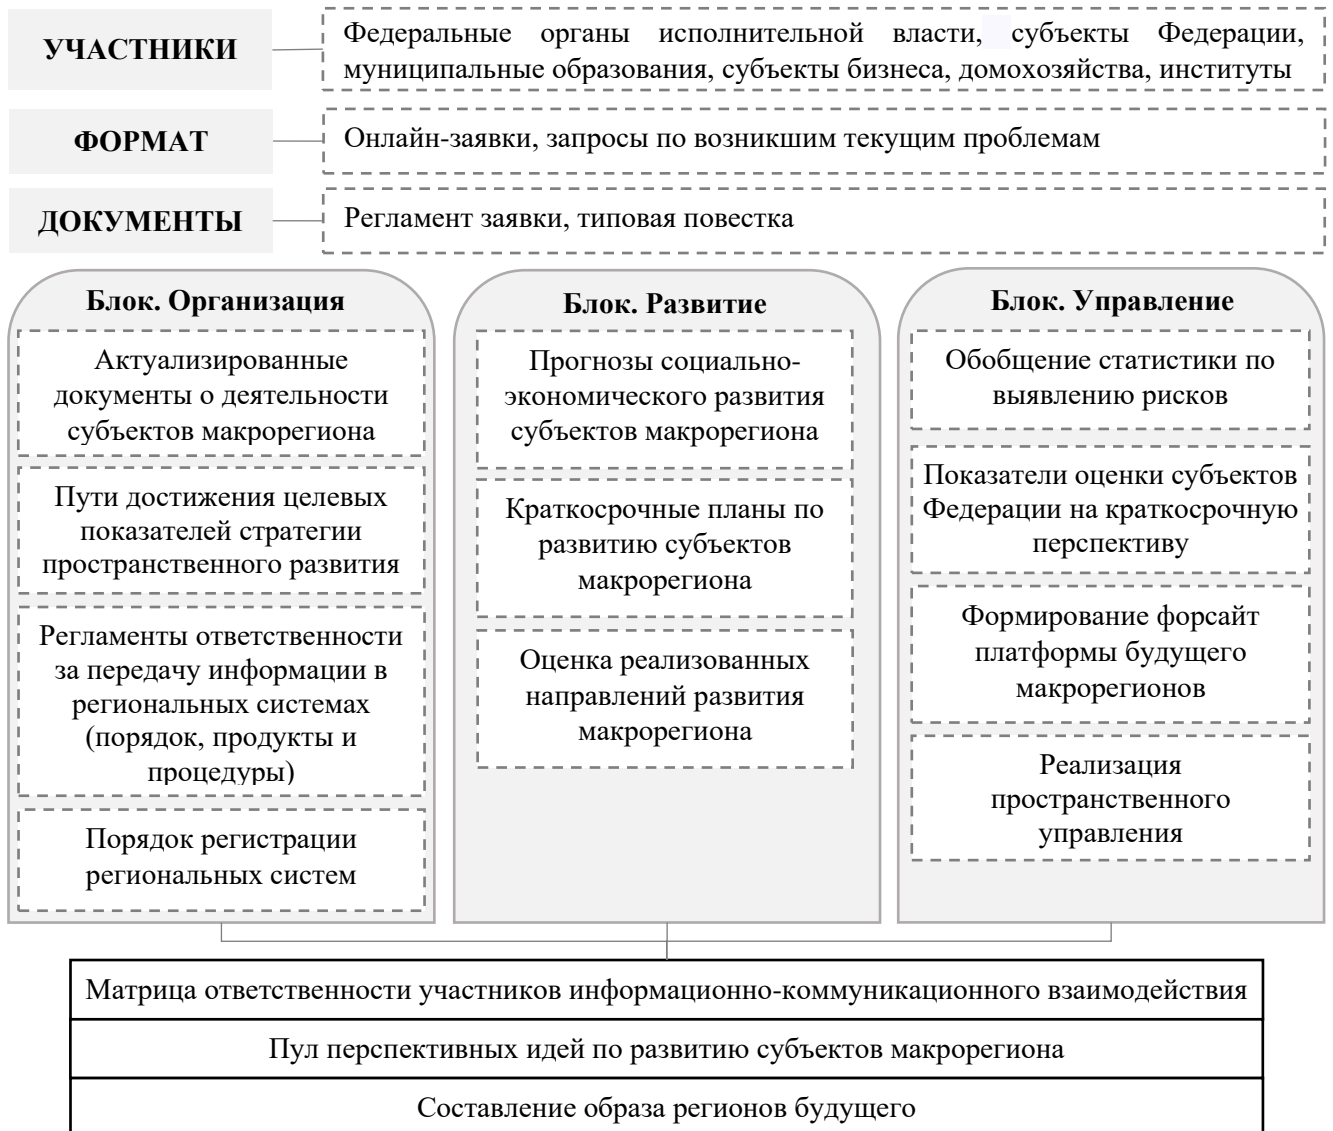 УЧАСТНИКИ
Федеральные органы исполнительной власти, субъекты Федерации,
муниципальные образования, субъекты бизнеса, домохозяйства, институты
ФОРМАТ
Онлайн-заявки, запросы по возникшим текущим проблемам
ДОКУМЕНТЫ
Регламент заявки, типовая повестка
Блок. Организация
Актуализированные
документы о деятельности
субъектов макрорегиона
Пути достижения целевых
показателей стратегии
пространственного развития
Регламенты ответственности
за передачу информации в
региональных системах
(порядок, продукты и
процедуры)
Порядок регистрации
региональных систем
Блок. Развитие
Прогнозы социально-
экономического развития
субъектов макрорегиона
Краткосрочные планы по
развитию субъектов
макрорегиона
Оценка реализованных
направлений развития
макрорегиона
Блок. Управление
Обобщение статистики по
выявлению рисков
Показатели оценки субъектов
Федерации на краткосрочную
перспективу
Формирование форсайт
платформы будущего
макрорегионов
Реализация
пространственного
управления
Матрица ответственности участников информационно-коммуникационного взаимодействия
Пул перспективных идей по развитию субъектов макрорегиона
Составление образа регионов будущего